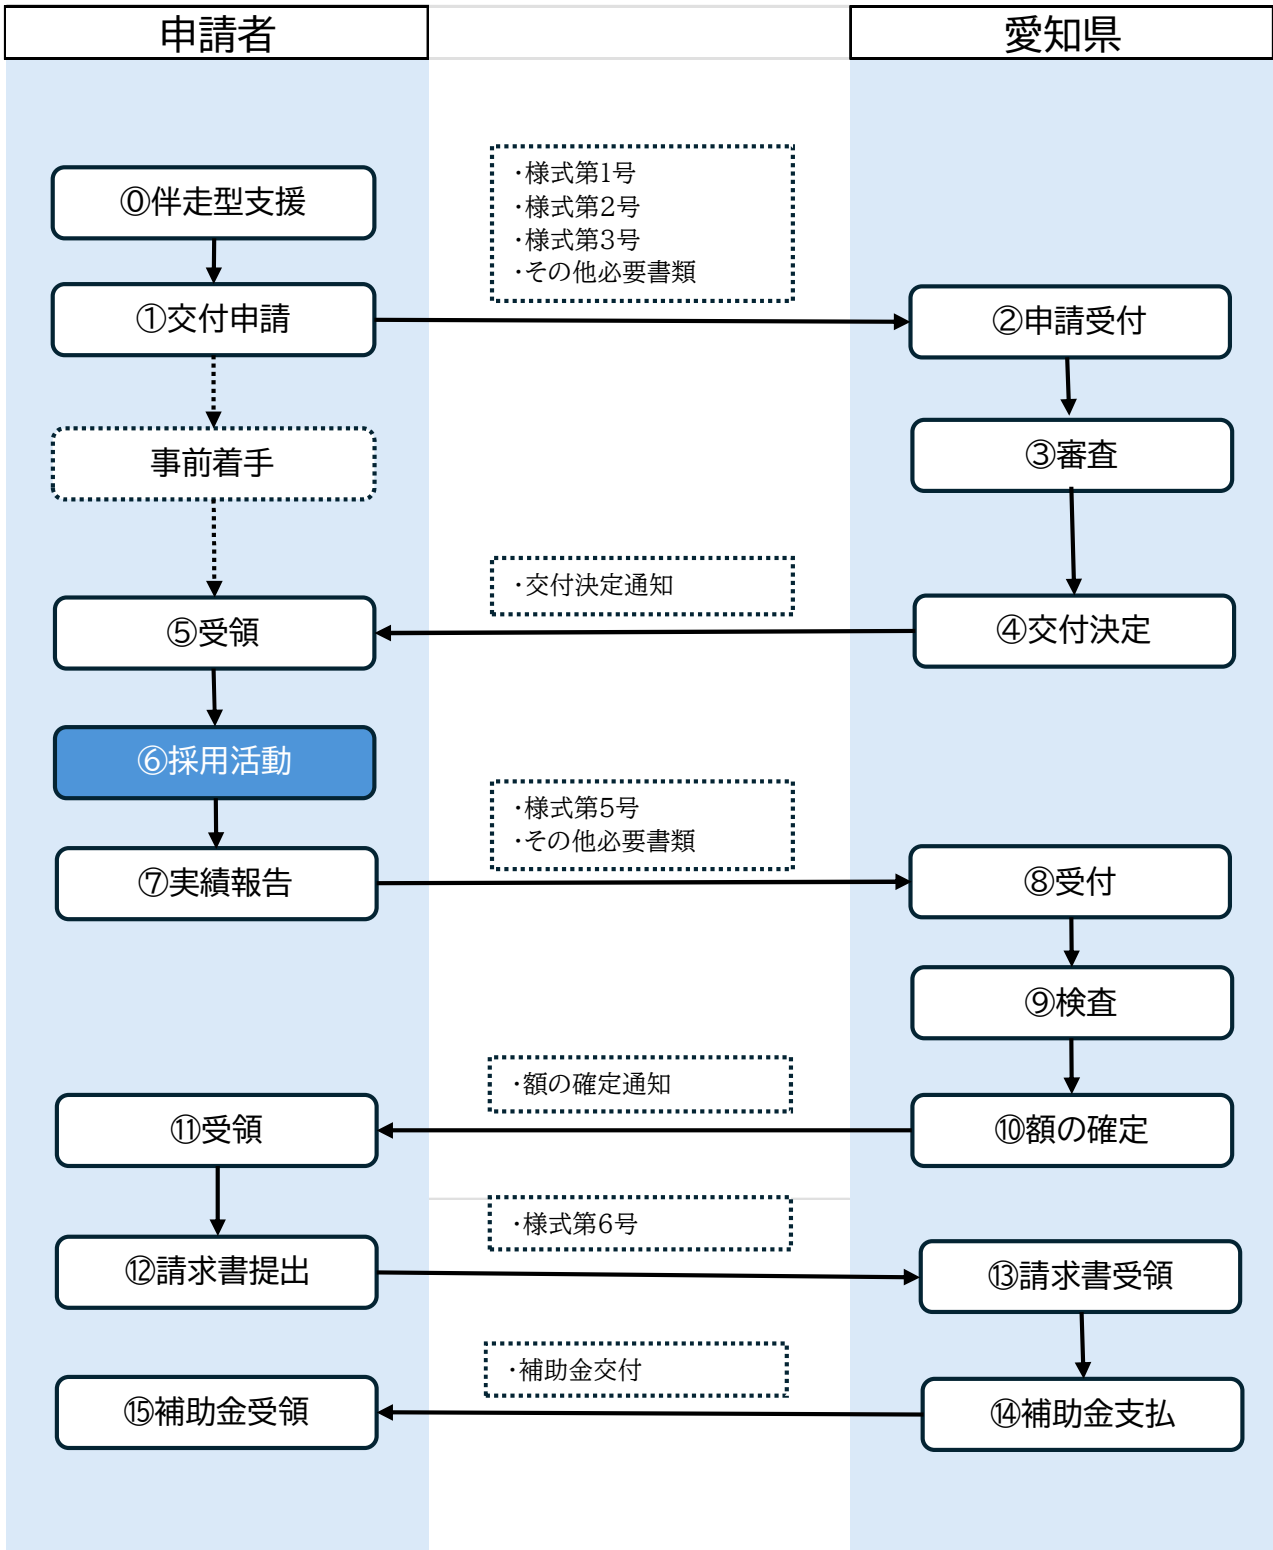 申請者
愛知県
⓪伴走型支援
・様式第1号
・様式第2号
・様式第3号
・その他必要書類
①交付申請
②申請受付
事前着手
③審査
・交付決定通知
④交付決定
⑤受領
⑥採用活動
・様式第5号
・その他必要書類
⑦実績報告
⑧受付
⑨検査
・額の確定通知
⑩額の確定
⑪受領
・様式第6号
⑫請求書提出
⑬請求書受領
・補助金交付
⑭補助金支払
⑮補助金受領